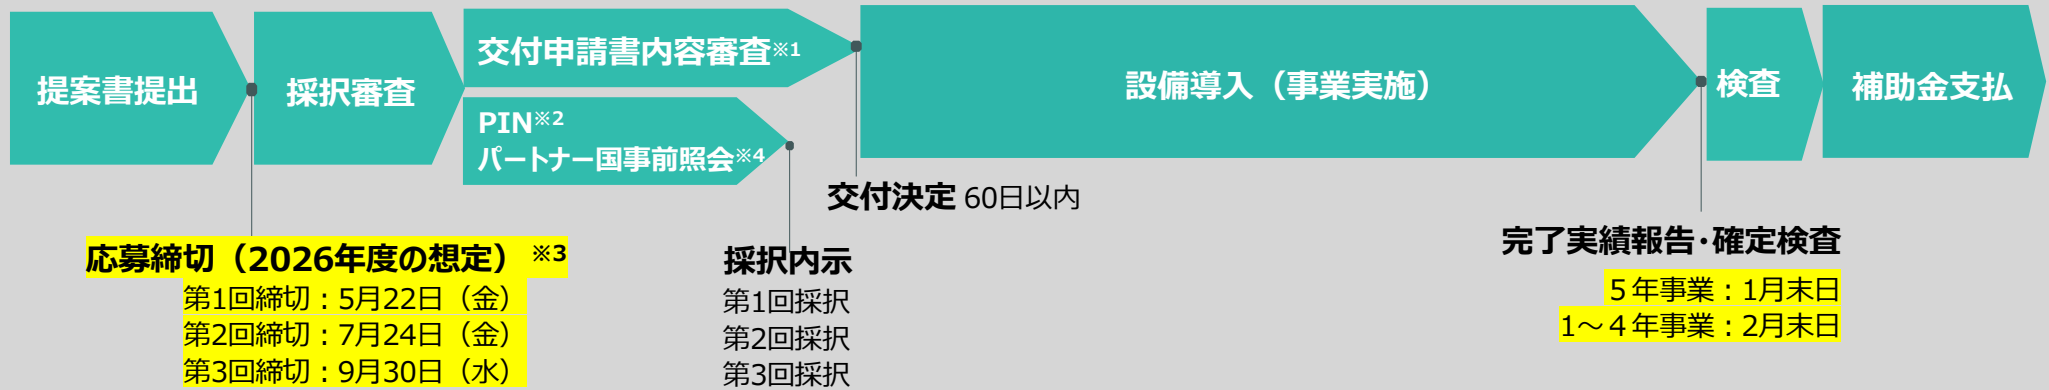 提案書提出
採択審査
交付申請書内容審査※1
PIN※2
パートナー国事前照会※4
設備導入（事業実施）
検査
補助金支払
交付決定 60日以内
応募締切（2026年度の想定）※3
第1回締切：5月22日（金）
第2回締切：7月24日（金）
第3回締切：9月30日（水）
採択内示
第1回採択
第2回採択
第3回採択
完了実績報告・確定検査
５年事業：1月末日
1～４年事業：2月末日